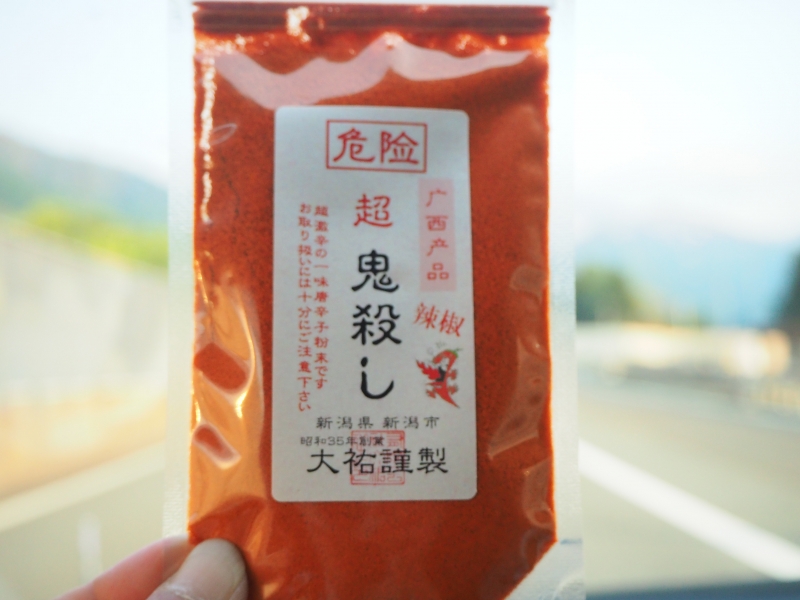 危险
广西产品
超 鬼殺し
辣椒
超激辛の一味唐辛子粉末です
お取り扱いには十分にご注意下さい
新潟県 新潟市
昭和35年創業
大祐謹製